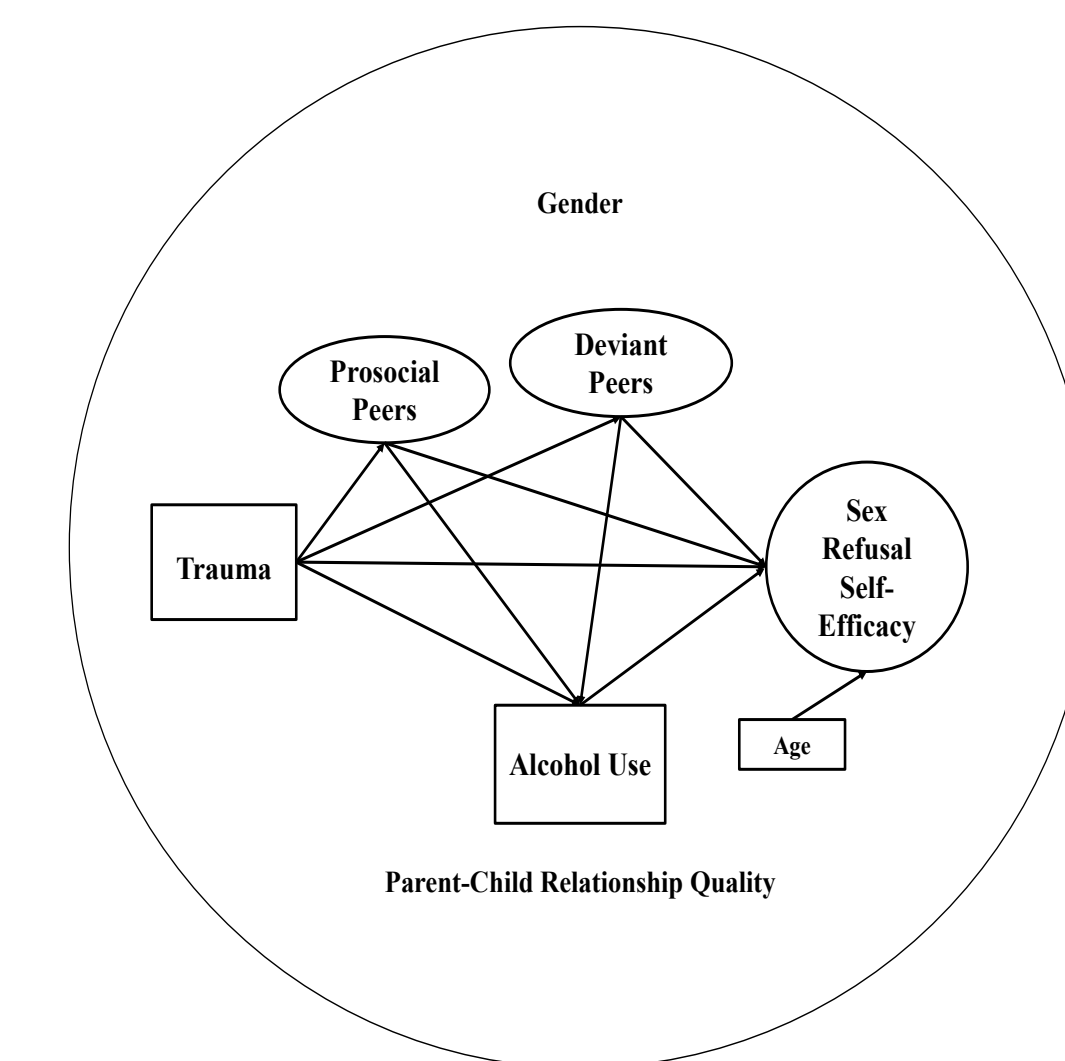 Gender
Prosocial
Peers
Deviant
Peers
Trauma
Sex
Refusal
Self-
Efficacy
Alcohol Use
Age
Parent-Child Relationship Quality